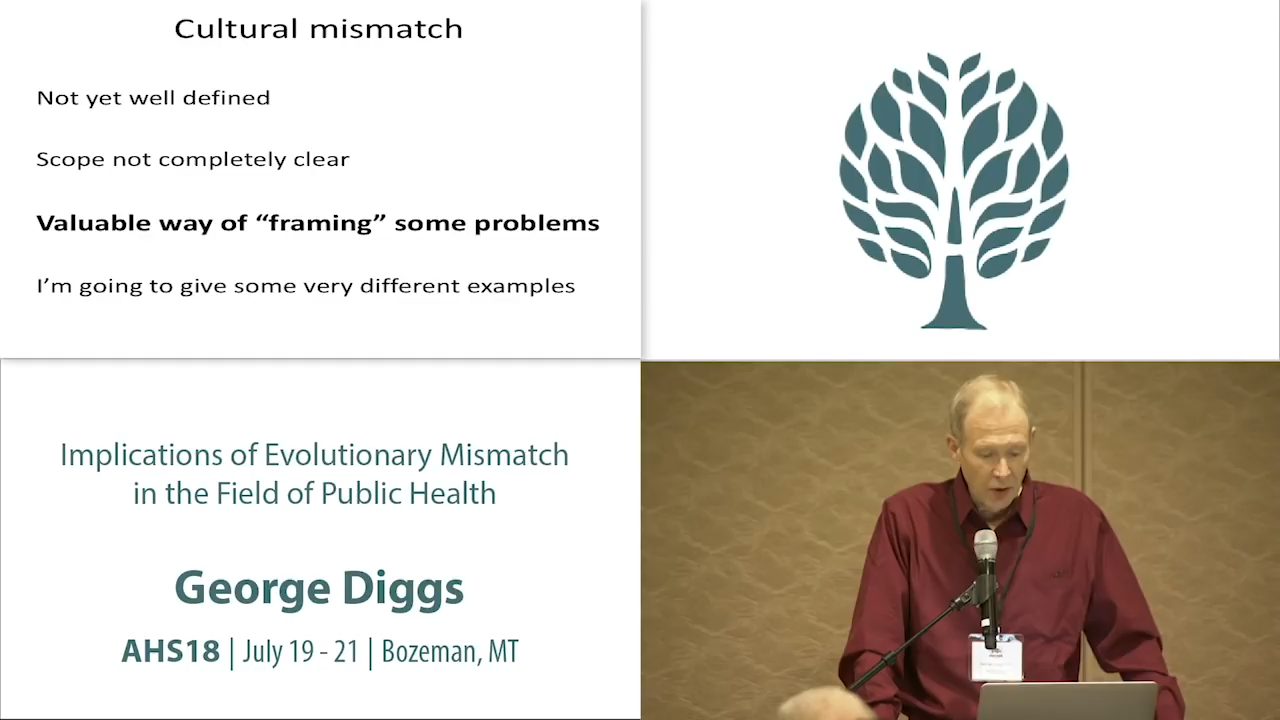 Cultural mismatch
Not yet well defined
Scope not completely clear
Valuable way of “framing” some problems
I’m going to give some very different examples
Implications of Evolutionary Mismatch
in the Field of Public Health
George Diggs
AHS18 | July 19 - 21 | Bozeman, MT